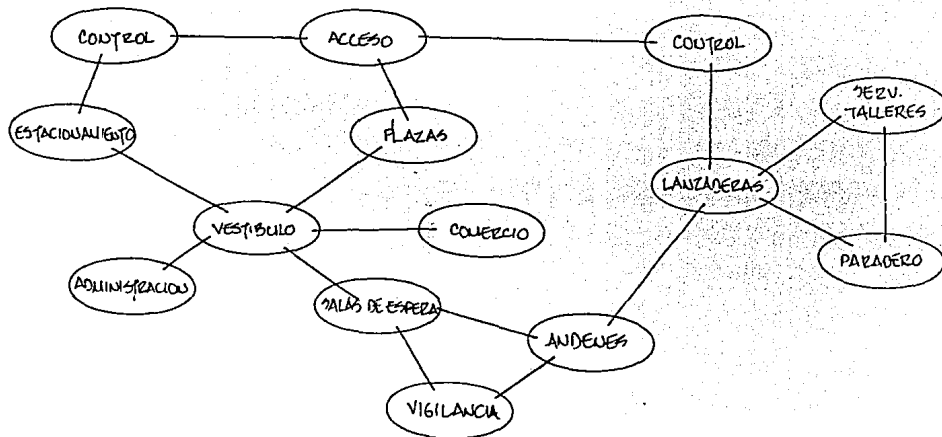 CONTROL
ACCESO
CONTROL
SERV.
TALLERES
ESTACIONAMIENTO
PLAZAS
LANZADERAS
VESTIBULO
COMERCIO
PARADERO
ADMINISTRACION
SALAS DE ESPERA
ANDENES
VIGILANCIA